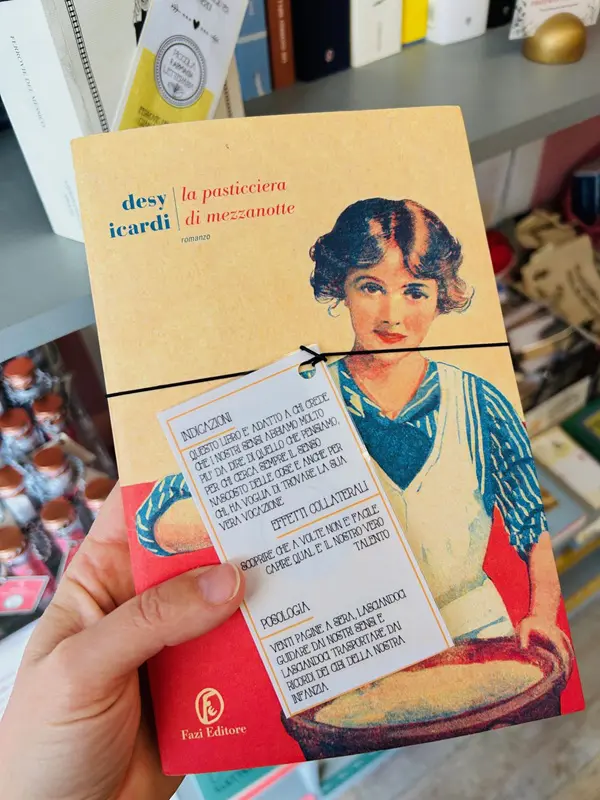 PICCOLA
FARMACIA
LETTERARIA
desy
icardi
la pasticciera
di mezzanotte
romanzo
INDICAZIONI
QUESTO LIBRO E' ADATTO A CHI CREDE
CHE I NOSTRI SENSI ABBIAMO MOLTO
PIU' DA DIRE DI QUELLO CHE PENSIAMO,
PER CHI CERCA SEMPRE IL SENSO
NASCOSTO DELLE COSE E ANCHE PER
CHI HA VOGLIA DI TROVARE LA SUA
VERA VOCAZIONE
EFFETTI COLLATERALI
SCOPRIRE CHE A VOLTE NON E' FACILE
CAPIRE QUAL E' IL NOSTRO VERO
TALENTO
POSOLOGIA
VENTI PAGINE A SERA, LASCIANDOCI
GUIDARE DAI NOSTRI SENSI E
LASCIANDOCI TRASPORTARE DAI
RICORDI DEI CIBI DELLA NOSTRA
INFANZIA
Fazi Editore